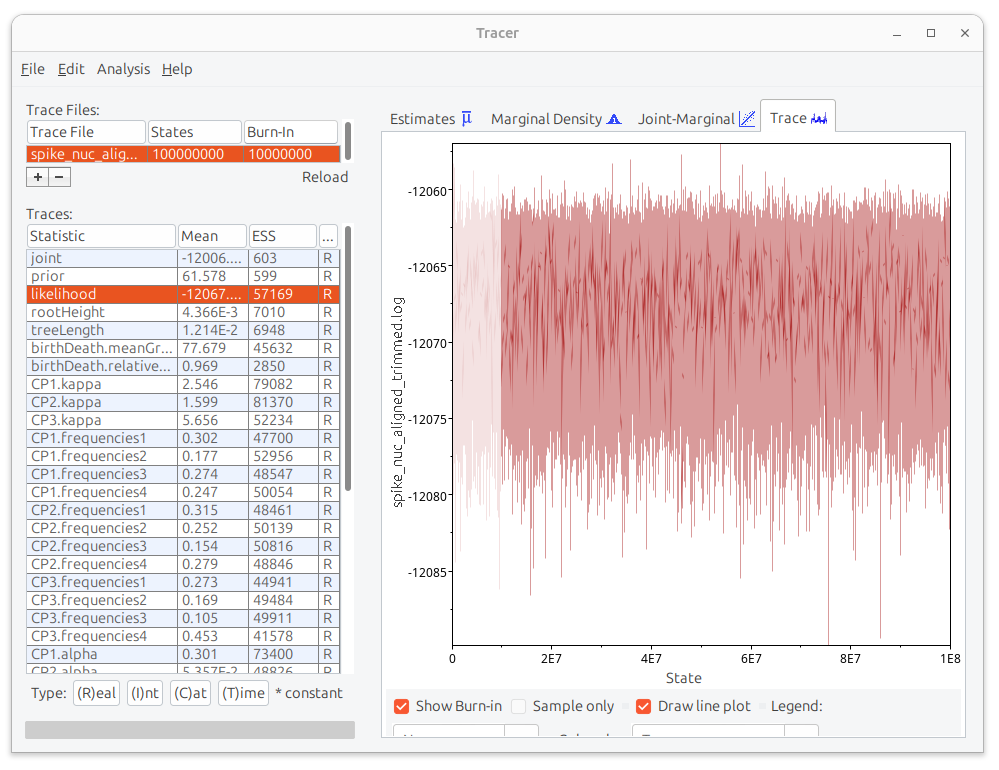 Tracer
File Edit Analysis Help
Trace Files:
Trace File States Burn-In
spike_nuc_alig... 100000000 10000000
+ − Reload
Traces:
Statistic Mean ESS ...
joint -12006.... 603 R
prior 61.578 599 R
likelihood -12067.... 57169 R
rootHeight 4.366E-3 7010 R
treeLength 1.214E-2 6948 R
birthDeath.meanGr... 77.679 45632 R
birthDeath.relative... 0.969 2850 R
CP1.kappa 2.546 79082 R
CP2.kappa 1.599 81370 R
CP3.kappa 5.656 52234 R
CP1.frequencies1 0.302 47700 R
CP1.frequencies2 0.177 52956 R
CP1.frequencies3 0.274 48547 R
CP1.frequencies4 0.247 50054 R
CP2.frequencies1 0.315 48461 R
CP2.frequencies2 0.252 50139 R
CP2.frequencies3 0.154 50816 R
CP2.frequencies4 0.279 48846 R
CP3.frequencies1 0.273 44941 R
CP3.frequencies2 0.169 49484 R
CP3.frequencies3 0.105 49911 R
CP3.frequencies4 0.453 41578 R
CP1.alpha 0.301 73400 R
CP2.alpha 5.357E-2 48826 R
Type: (R)eal (I)nt (C)at (T)ime * constant
Estimates μ Marginal Density Joint-Marginal Trace
spike_nuc_aligned_trimmed.log
-12060
-12065
-12070
-12075
-12080
-12085
0 2E7 4E7 6E7 8E7 1E8
State
Show Burn-in Sample only Draw line plot Legend: